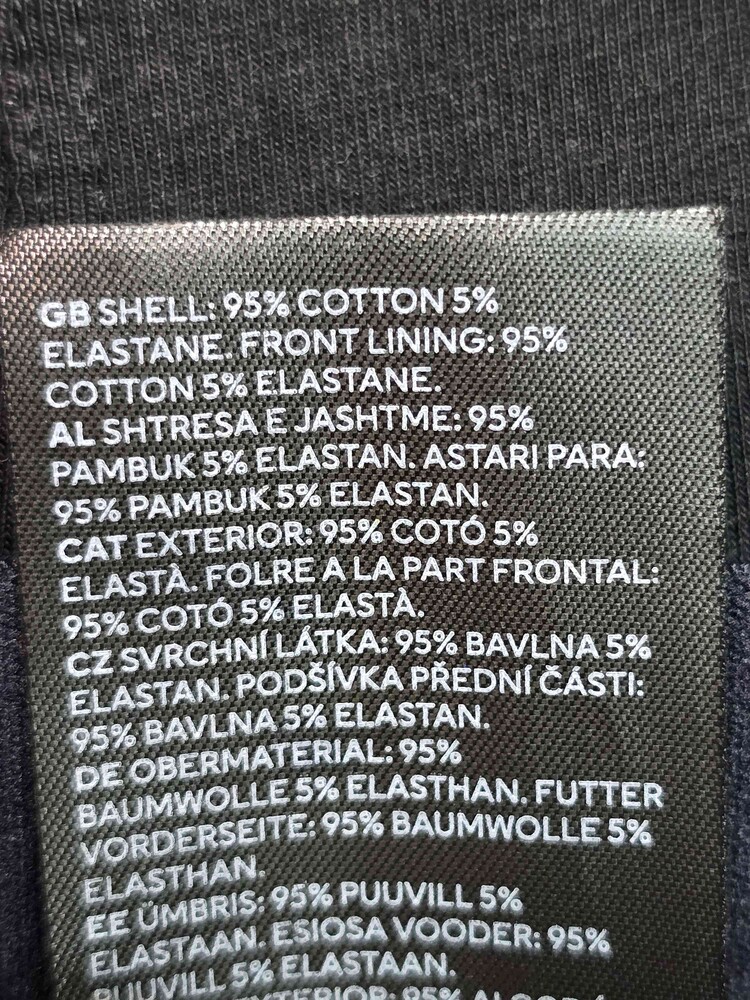 GB SHELL: 95% COTTON 5%
ELASTANE. FRONT LINING: 95%
COTTON 5% ELASTANE.
AL SHTRESA E JASHTME: 95%
PAMBUK 5% ELASTAN. ASTARI PARA:
95% PAMBUK 5% ELASTAN.
CAT EXTERIOR: 95% COTÓ 5%
ELASTÀ. FOLRE A LA PART FRONTAL:
95% COTÓ 5% ELASTÀ.
CZ SVRCHNÍ LÁTKA: 95% BAVLNA 5%
ELASTAN. PODŠÍVKA PŘEDNÍ ČÁSTI:
95% BAVLNA 5% ELASTAN.
DE OBERMATERIAL: 95%
BAUMWOLLE 5% ELASTHAN. FUTTER
VORDERSEITE: 95% BAUMWOLLE 5%
ELASTHAN.
EE ÜMBRIS: 95% PUUVILL 5%
ELASTAAN. ESIOSA VOODER: 95%
PUUVILL 5% ELASTAAN.
EXTERIOR: 95%